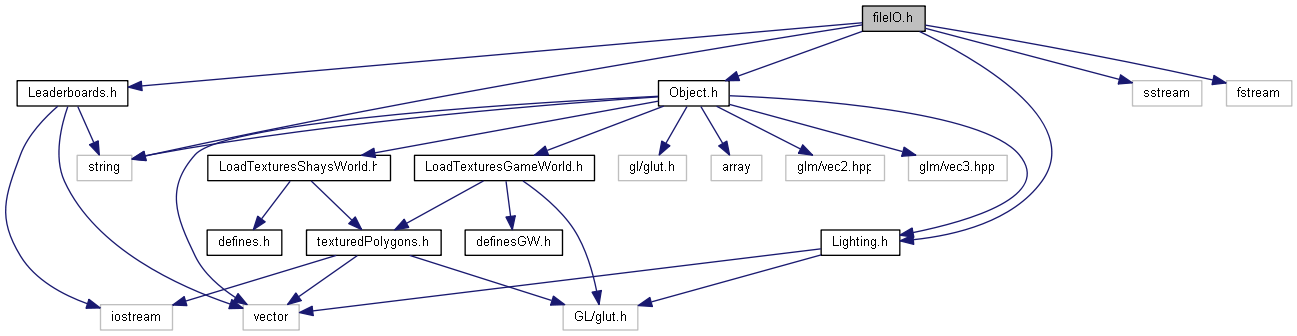 fileIO.h
Leaderboards.h
Object.h
sstream
fstream
string
LoadTexturesShaysWorld.h
LoadTexturesGameWorld.h
gl/glut.h
array
glm/vec2.hpp
glm/vec3.hpp
defines.h
texturedPolygons.h
definesGW.h
Lighting.h
iostream
vector
GL/glut.h